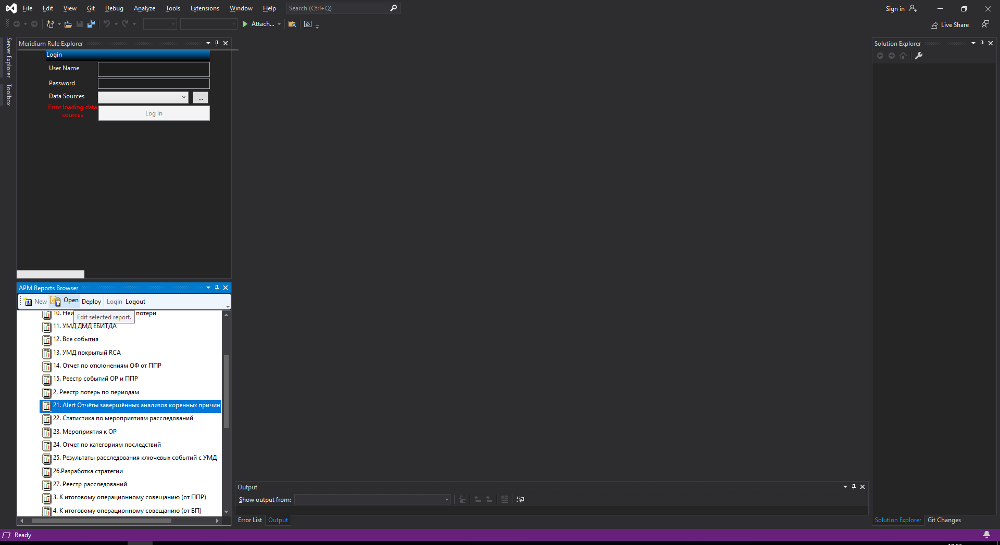 File Edit View Git Debug Analyze Tools Extensions Window Help Search (Ctrl+Q) Sign in
Attach... Live Share
Server Explorer
Toolbox
Meridium Rule Explorer
Login
User Name
Password
Data Sources ...
Error loading data
sources
Log In
APM Reports Browser
New Open Deploy Login Logout
Edit selected report.
10. Неи потери
11. УМД ДМД ЕБИТДА
12. Все события
13. УМД покрытый RCA
14. Отчет по отклонениям ОФ от ППР
15. Реестр событий ОР и ППР
2. Реестр потерь по периодам
21. Alert Отчёты завершённых анализов коренных причин
22. Статистика по мероприятиям расследований
23. Мероприятия к ОР
24. Отчет по категориям последствий
25. Результаты расследования ключевых событий с УМД
26.Разработка стратегии
27. Реестр расследований
3. К итоговому операционному совещанию (от ППР)
4. К итоговому операционному совещанию (от БП)
Output
Show output from:
Error List Output
Solution Explorer
Solution Explorer Git Changes
Ready